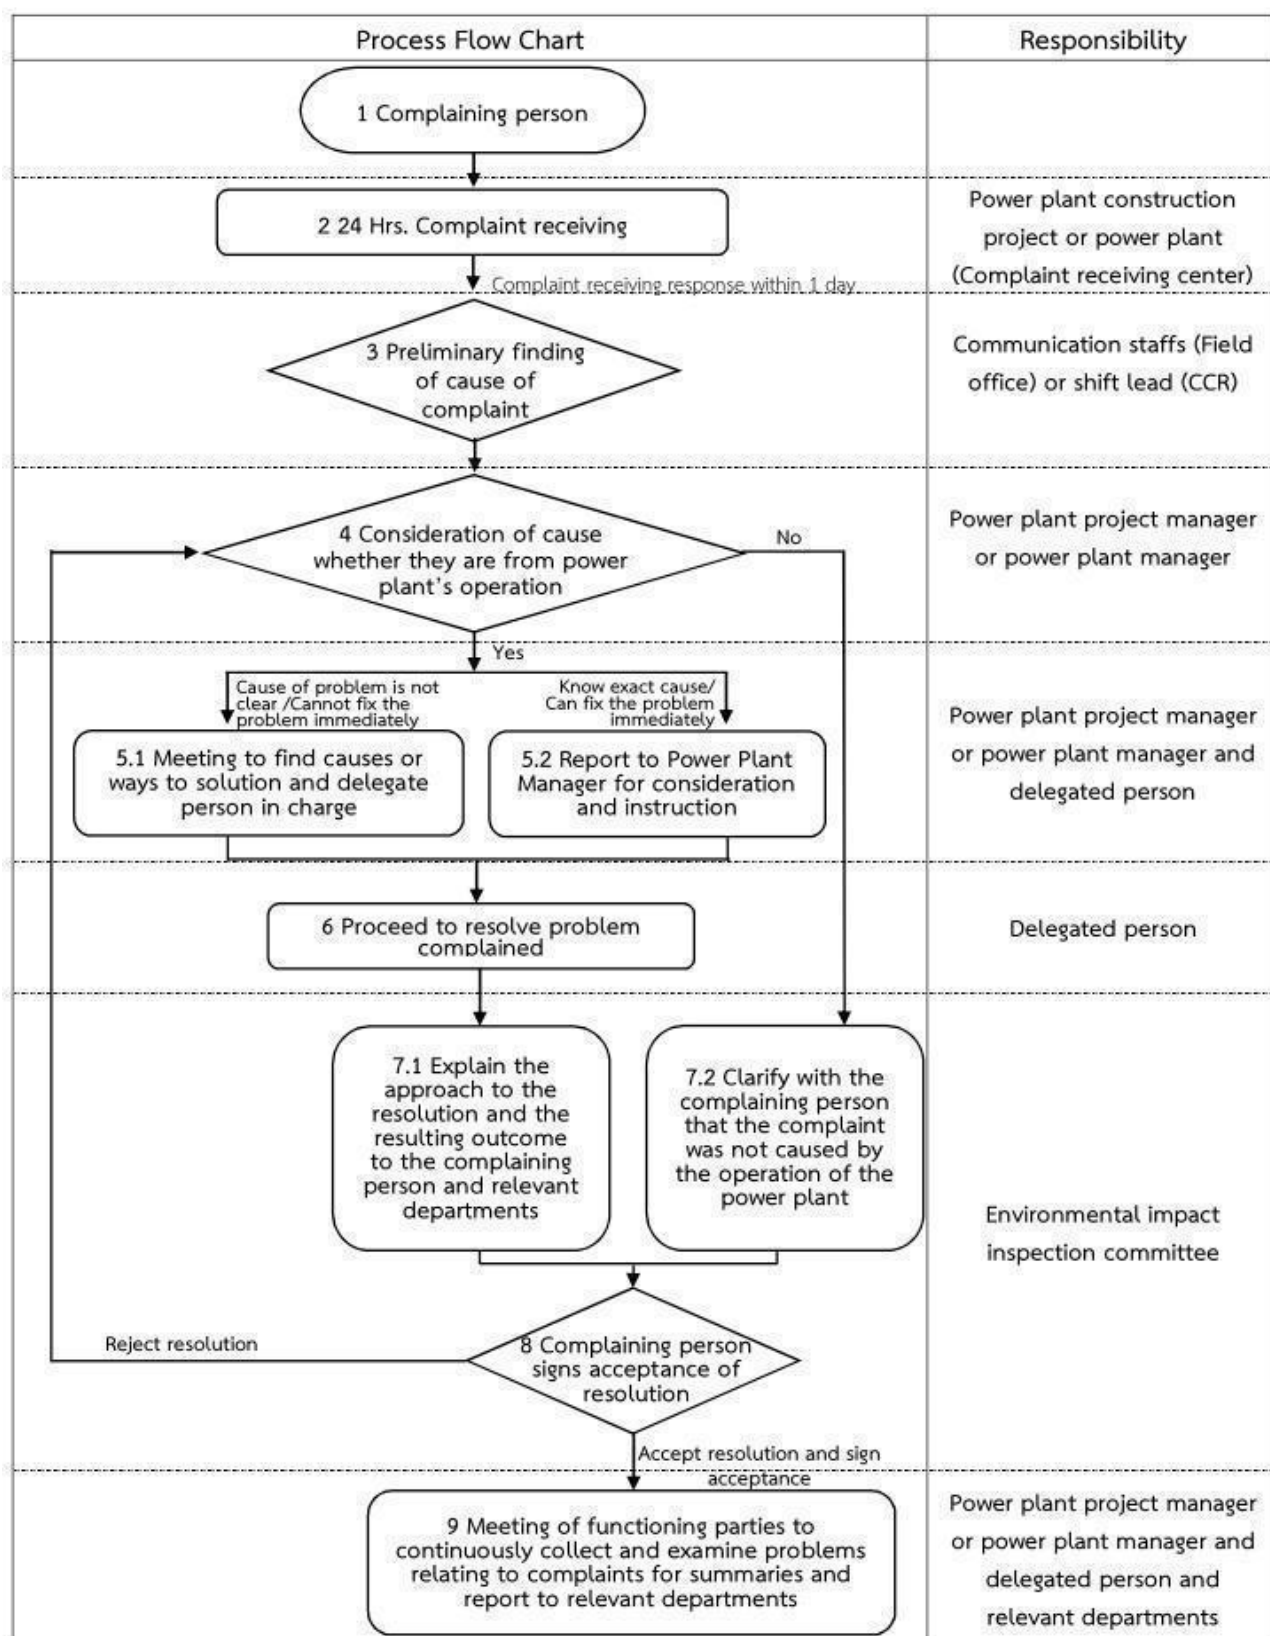 Process Flow Chart
Responsibility
1 Complaining person
2 24 Hrs. Complaint receiving
Power plant construction
project or power plant
(Complaint receiving center)
Complaint receiving response within 1 day
3 Preliminary finding
of cause of
complaint
Communication staffs (Field
office) or shift lead (CCR)
4 Consideration of cause
whether they are from power
plant's operation
No
Power plant project manager
or power plant manager
Yes
Cause of problem is not
clear /Cannot fix the
problem immediately
Know exact cause/
Can fix the problem
immediately
5.1 Meeting to find causes or
ways to solution and delegate
person in charge
5.2 Report to Power Plant
Manager for consideration
and instruction
Power plant project manager
or power plant manager and
delegated person
6 Proceed to resolve problem
complained
Delegated person
7.1 Explain the
approach to the
resolution and the
resulting outcome
to the complaining
person and relevant
departments
7.2 Clarify with the
complaining person
that the complaint
was not caused by
the operation of the
power plant
Environmental impact
inspection committee
Reject resolution
8 Complaining person
signs acceptance of
resolution
Accept resolution and sign
acceptance
9 Meeting of functioning parties to
continuously collect and examine problems
relating to complaints for summaries and
report to relevant departments
Power plant project manager
or power plant manager and
delegated person and
relevant departments